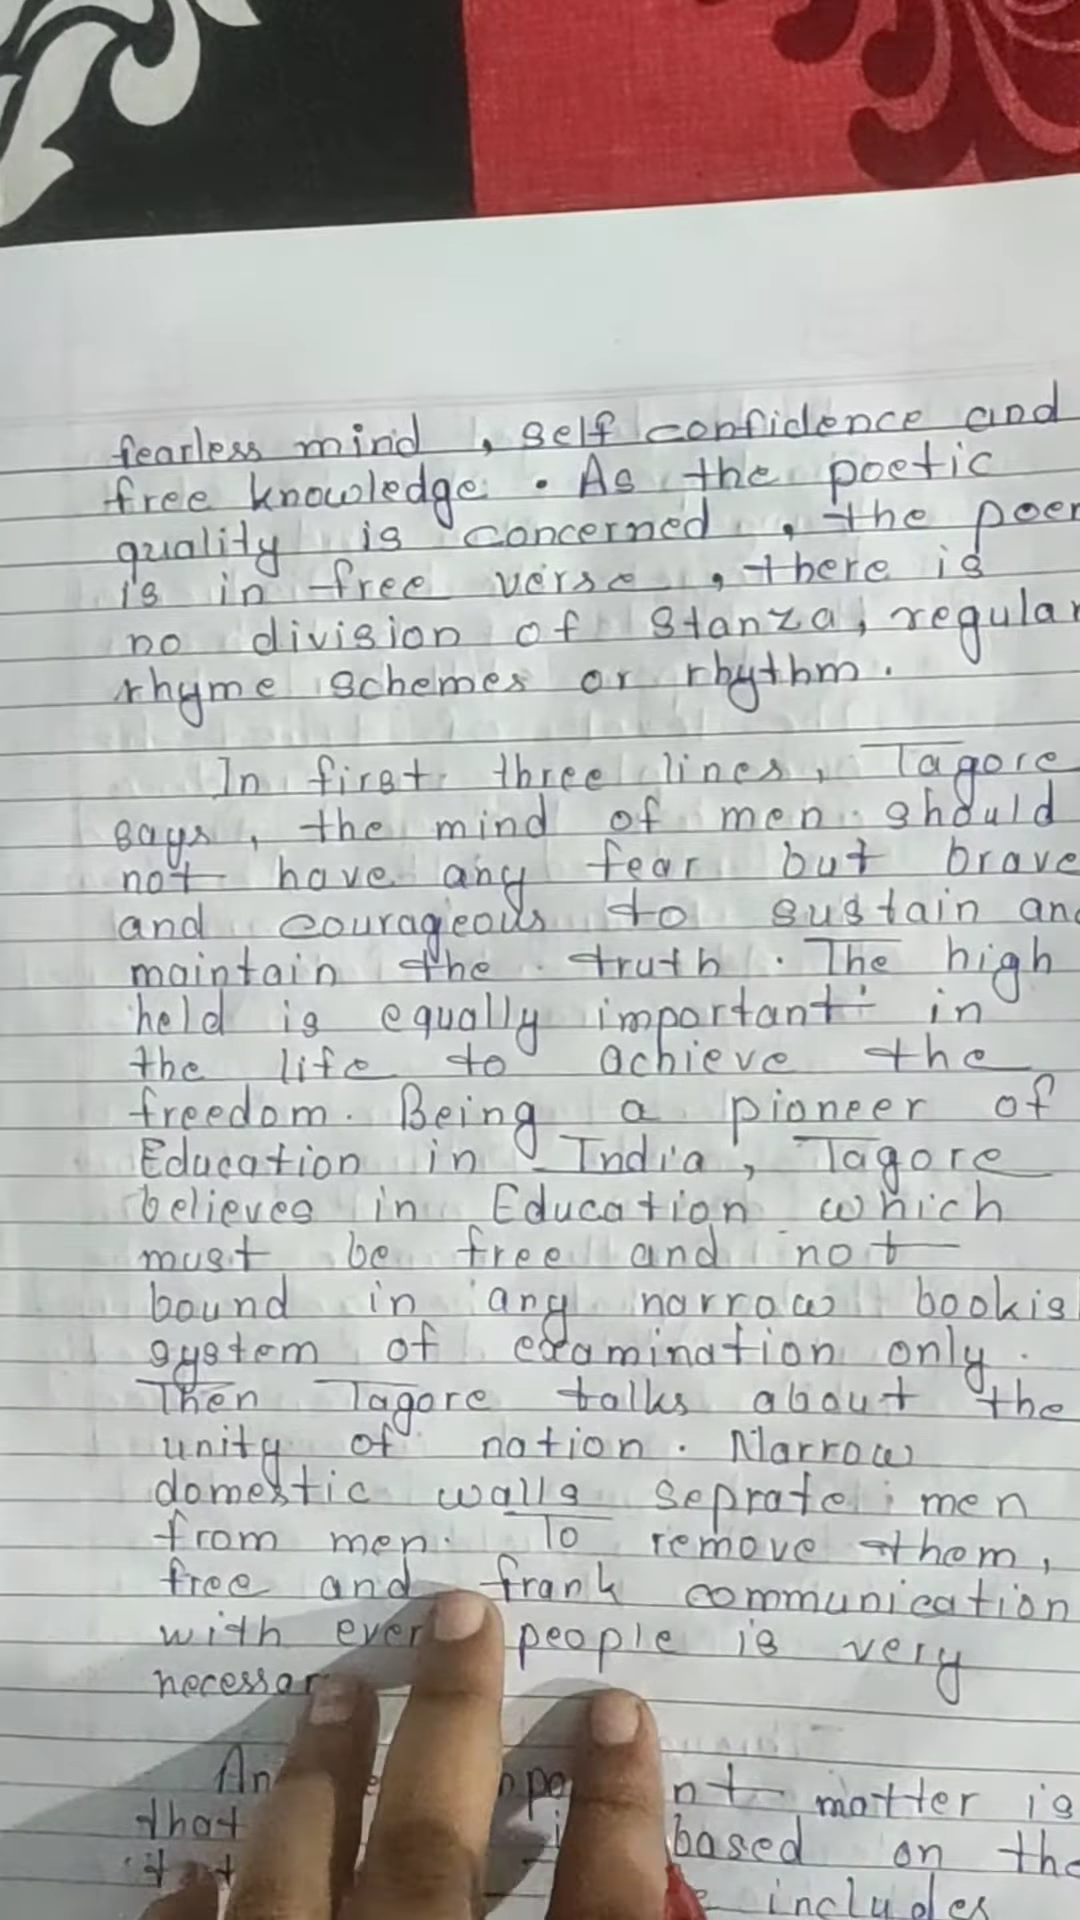 fearless mind, self confidence and
free knowledge. As the poetic
quality is concerned, the
is in free verse, there is
no division of stanza, regular
rhyme schemes or rhythm.
In first three lines, Tagore
says, the mind of men should
not have any fear but brave
and courageous to sustain
maintain the truth. The high
held is equally important in
the life to achieve the
freedom. Being a pioneer of
Education in India, Tagore
believes in Education which
must be free and not
bound in any narrow
system of examination only.
Then Tagore talks about the
unity of nation. Narrow
domestic walls seprate men
from men. To remove them,
free and frank communication
with people is very
matter is
that based on the
includes